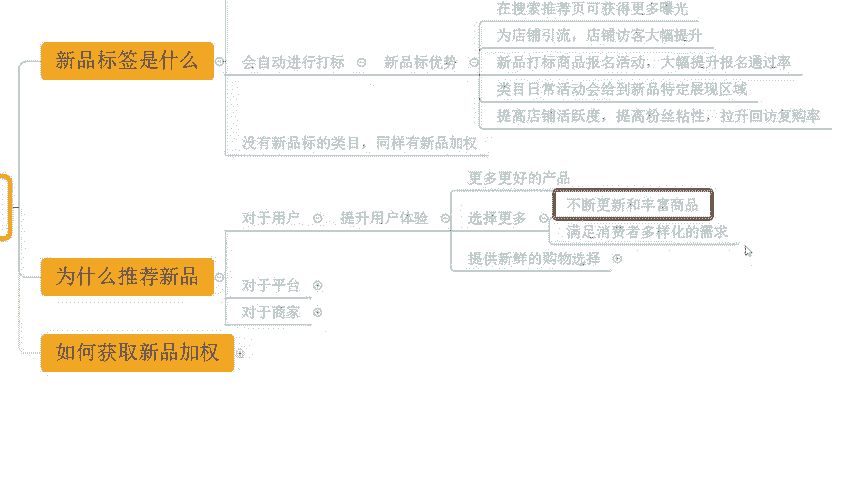 在搜索推荐页可获得更多曝光
为店铺引流，店铺访客大幅提升
新品标签是什么
会自动进行打标
新品标优势
新品打标商品报名活动，大幅提升报名通过率
类目日常活动会给到新品特定展现区域
提高店铺活跃度，提高粉丝粘性，拉升回访复购率
没有新品标的类目，同样有新品加权
更多更好的产品
不断更新和丰富商品
对于用户
提升用户体验
选择更多
满足消费者多样化的需求
提供新鲜的购物选择
为什么推荐新品
对于平台
对于商家
如何获取新品加权